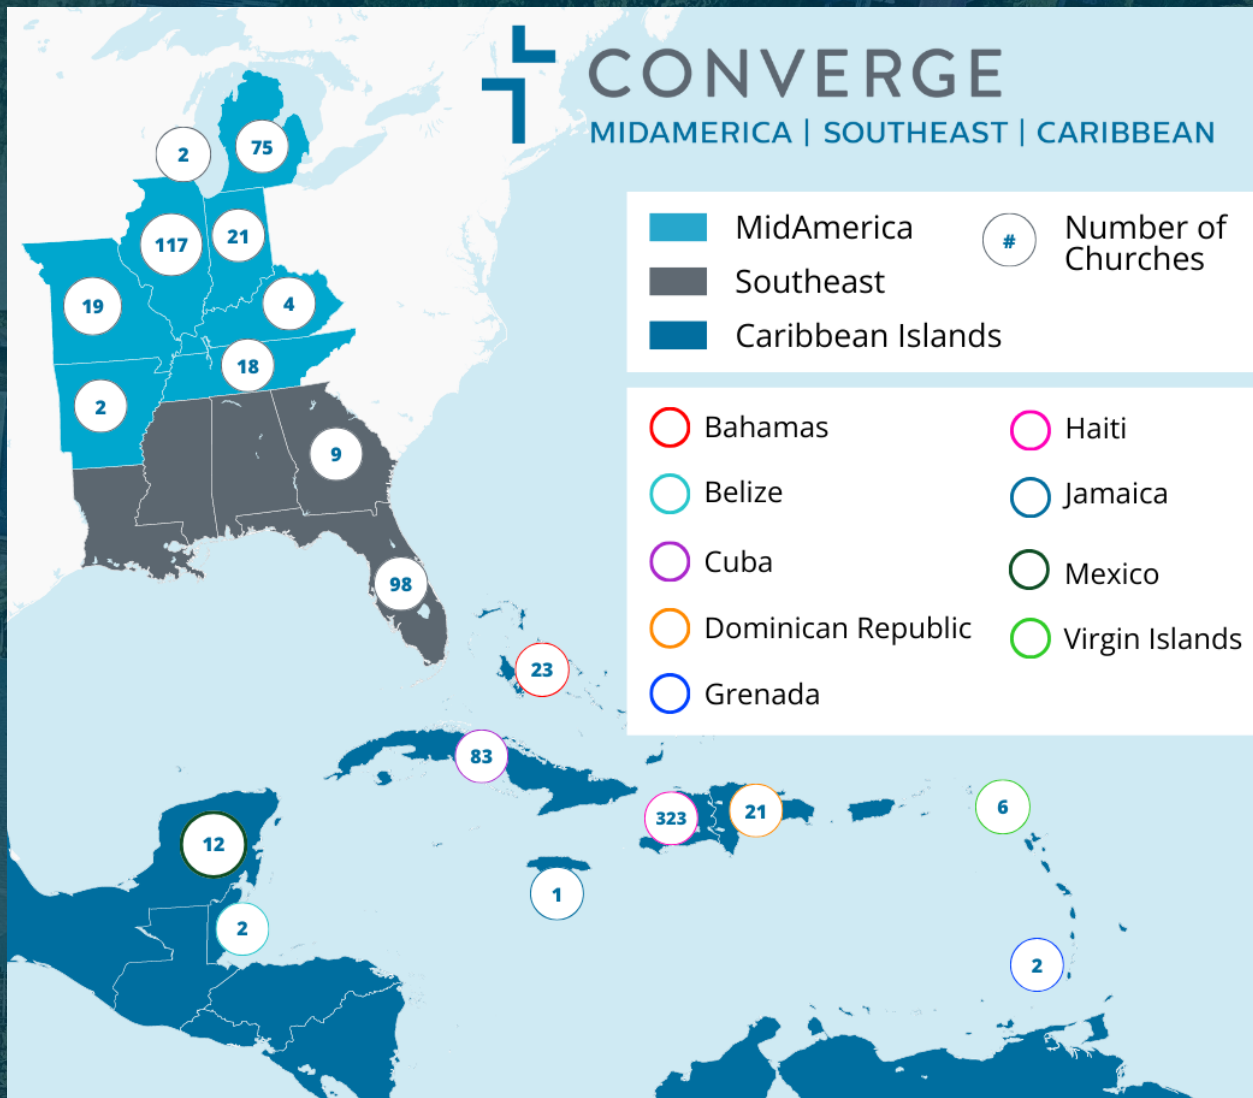 CONVERGE
MIDAMERICA | SOUTHEAST | CARIBBEAN
MidAmerica
Southeast
Caribbean Islands
#
Number of
Churches
Bahamas
Belize
Cuba
Dominican Republic
Grenada
Haiti
Jamaica
Mexico
Virgin Islands
2
75
117
21
19
4
18
2
9
98
23
83
323
21
6
12
1
2
2